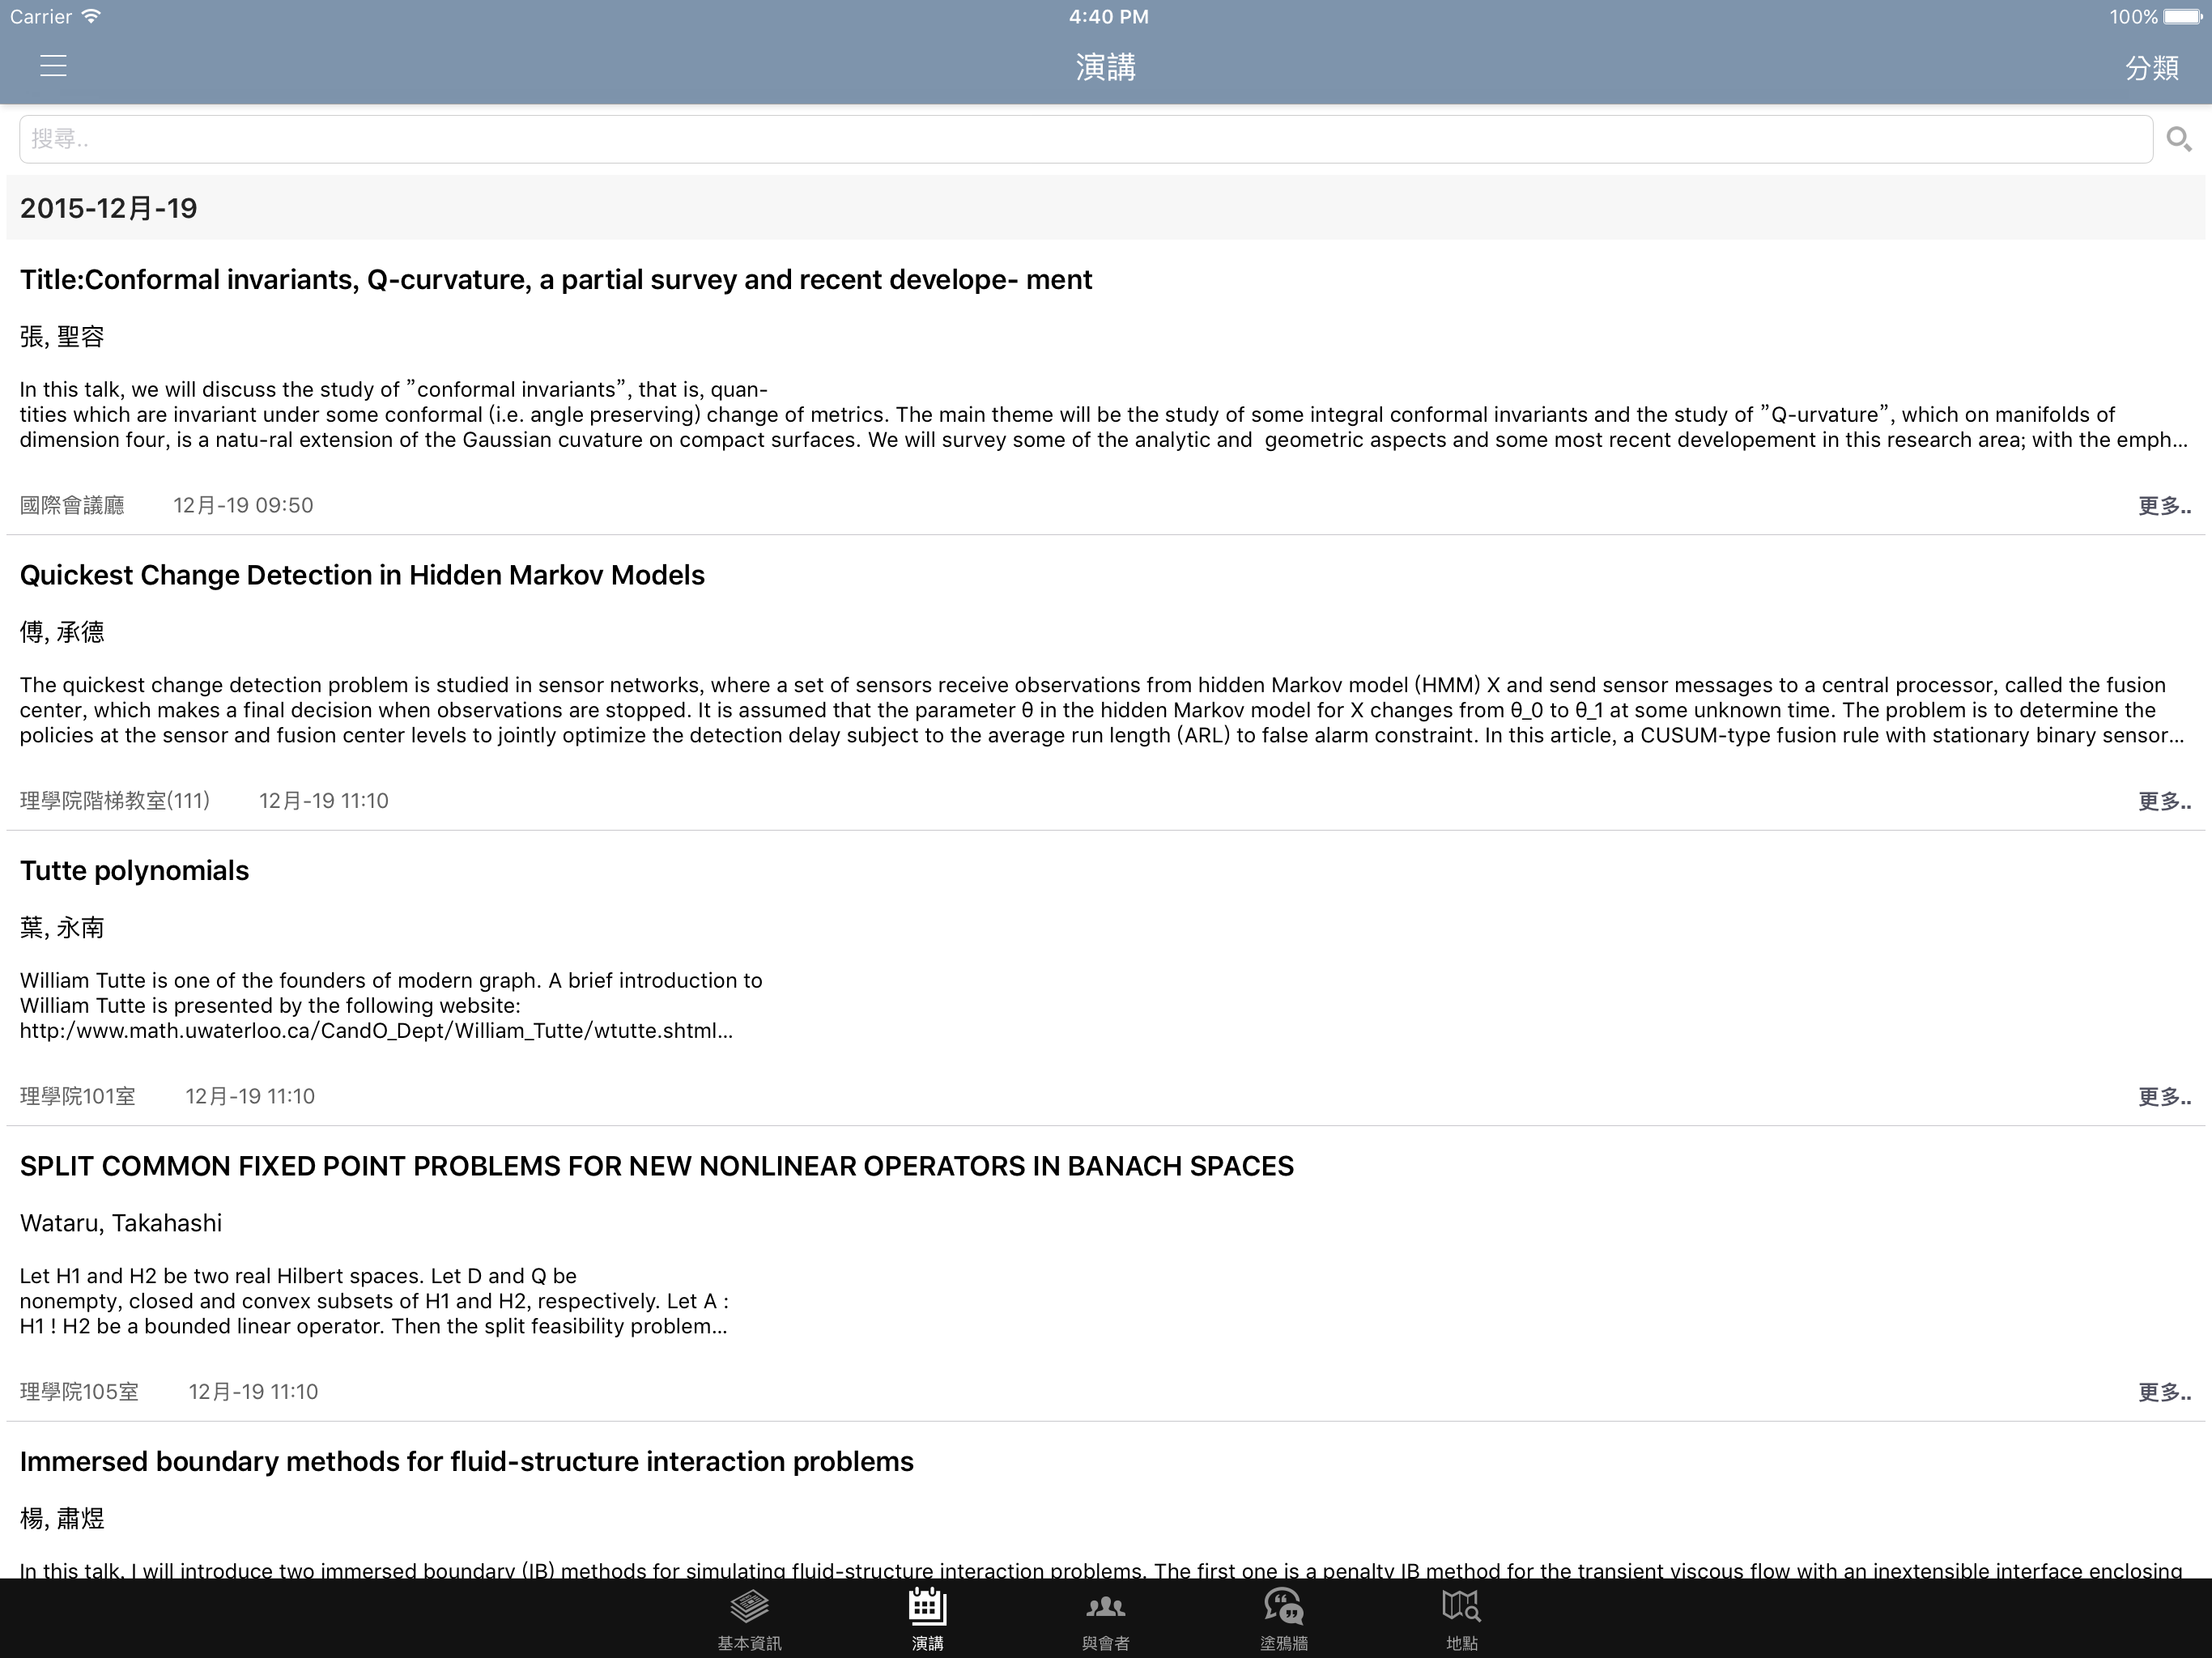 Carrier
4:40 PM
100%
演講
分類
搜尋..
2015-12月-19
Title:Conformal invariants, Q-curvature, a partial survey and recent develope- ment
張, 聖容
In this talk, we will discuss the study of ”conformal invariants”, that is, quan-
tities which are invariant under some conformal (i.e. angle preserving) change of metrics. The main theme will be the study of some integral conformal invariants and the study of ”Q-urvature”, which on manifolds of
dimension four, is a natu-ral extension of the Gaussian cuvature on compact surfaces. We will survey some of the analytic and  geometric aspects and some most recent developement in this research area; with the emph...
國際會議廳 12月-19 09:50 更多..
Quickest Change Detection in Hidden Markov Models
傅, 承德
The quickest change detection problem is studied in sensor networks, where a set of sensors receive observations from hidden Markov model (HMM) X and send sensor messages to a central processor, called the fusion
center, which makes a final decision when observations are stopped. It is assumed that the parameter θ in the hidden Markov model for X changes from θ_0 to θ_1 at some unknown time. The problem is to determine the
policies at the sensor and fusion center levels to jointly optimize the detection delay subject to the average run length (ARL) to false alarm constraint. In this article, a CUSUM-type fusion rule with stationary binary sensor...
理學院階梯教室(111) 12月-19 11:10 更多..
Tutte polynomials
葉, 永南
William Tutte is one of the founders of modern graph. A brief introduction to
William Tutte is presented by the following website:
http:/www.math.uwaterloo.ca/CandO_Dept/William_Tutte/wtutte.shtml...
理學院101室 12月-19 11:10 更多..
SPLIT COMMON FIXED POINT PROBLEMS FOR NEW NONLINEAR OPERATORS IN BANACH SPACES
Wataru, Takahashi
Let H1 and H2 be two real Hilbert spaces. Let D and Q be
nonempty, closed and convex subsets of H1 and H2, respectively. Let A :
H1 ! H2 be a bounded linear operator. Then the split feasibility problem...
理學院105室 12月-19 11:10 更多..
Immersed boundary methods for fluid-structure interaction problems
楊, 肅煜
In this talk, I will introduce two immersed boundary (IB) methods for simulating fluid-structure interaction problems. The first one is a penalty IB method for the transient viscous flow with an inextensible interface enclosing
基本資訊 演講 與會者 塗鴉牆 地點